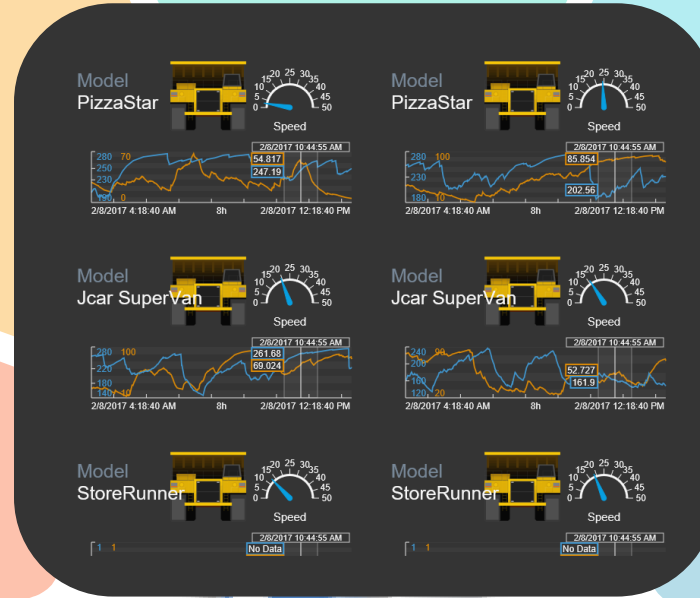 Model
PizzaStar
0 5 10 15 20 25 30 35 40 45 50
Speed
2/8/2017 10:44:55 AM
280 70
250
230
190 0
54.817
247.19
2/8/2017 4:18:40 AM 8h 2/8/2017 12:18:40 PM
Model
PizzaStar
0 5 10 15 20 25 30 35 40 45 50
Speed
2/8/2017 10:44:55 AM
280 100
230
180 10
85.854
202.56
2/8/2017 4:18:40 AM 8h 2/8/2017 12:18:40 PM
Model
Jcar SuperVan
0 5 10 15 20 25 30 35 40 45 50
Speed
2/8/2017 10:44:55 AM
280 100
220
180
140 10
261.68
69.024
2/8/2017 4:18:40 AM 8h 2/8/2017 12:18:40 PM
Model
Jcar SuperVan
0 5 10 15 20 25 30 35 40 45 50
Speed
2/8/2017 10:44:55 AM
240 90
208
160
120 20
52.727
161.9
2/8/2017 4:18:40 AM 8h 2/8/2017 12:18:40 PM
Model
StoreRunner
0 5 10 15 20 25 30 35 40 45 50
Speed
2/8/2017 10:44:55 AM
1 1
No Data
Model
StoreRunner
0 5 10 15 20 25 30 35 40 45 50
Speed
2/8/2017 10:44:55 AM
1 1
No Data